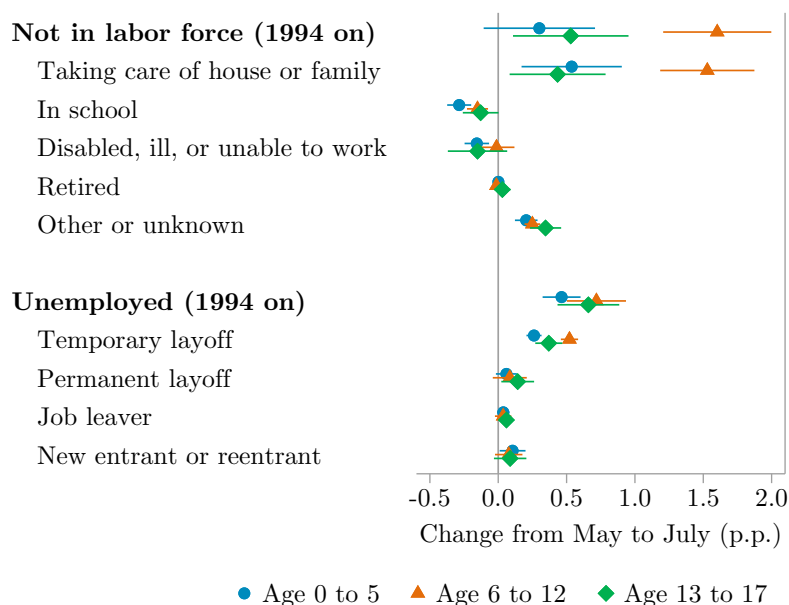 Not in labor force (1994 on)
Taking care of house or family
In school
Disabled, ill, or unable to work
Retired
Other or unknown
Unemployed (1994 on)
Temporary layoff
Permanent layoff
Job leaver
New entrant or reentrant
-0.5 0.0 0.5 1.0 1.5 2.0
Change from May to July (p.p.)
Age 0 to 5 Age 6 to 12 Age 13 to 17